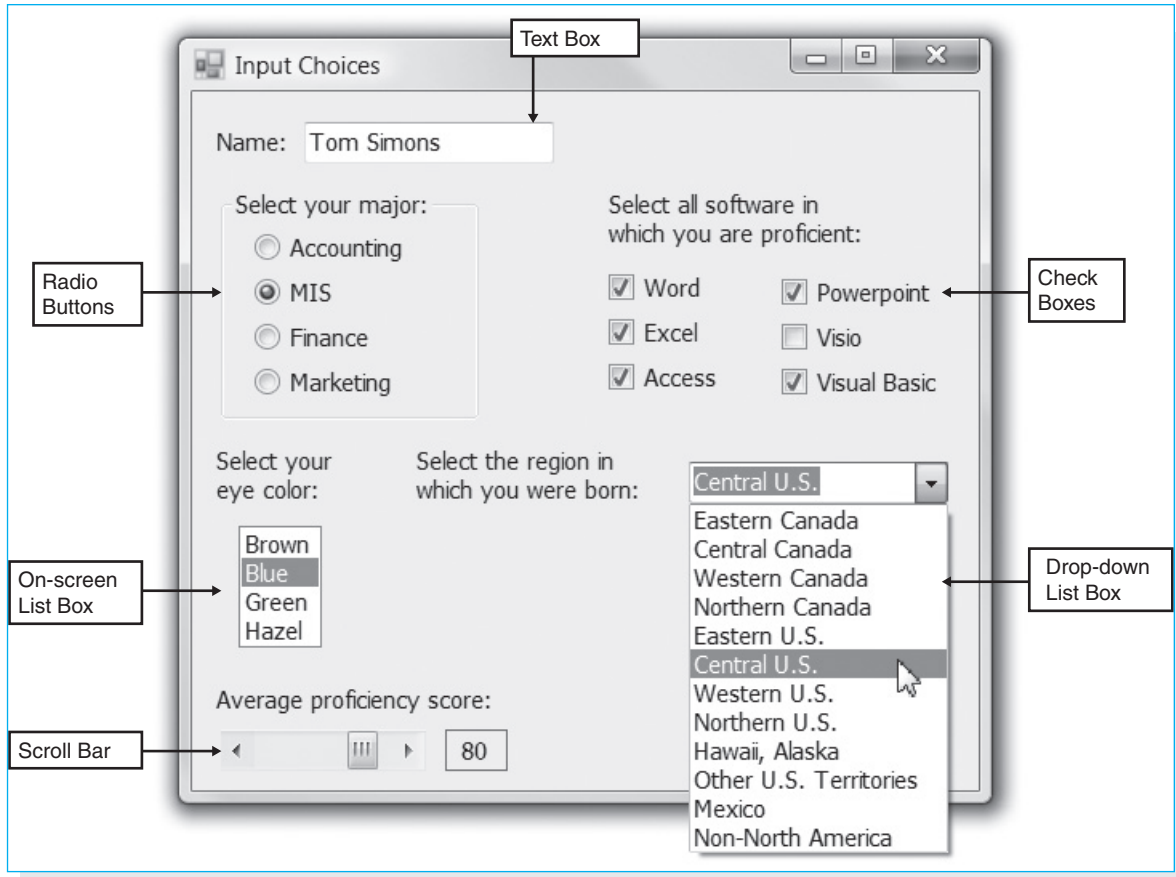 Text Box
Input Choices
Name: Tom Simons
Select your major:
Accounting
MIS
Finance
Marketing
Radio
Buttons
Select all software in
which you are proficient:
Word
Excel
Access
Powerpoint
Visio
Visual Basic
Check
Boxes
Select your
eye color:
Brown
Blue
Green
Hazel
On-screen
List Box
Select the region in
which you were born:
Central U.S.
Eastern Canada
Central Canada
Western Canada
Northern Canada
Eastern U.S.
Central U.S.
Western U.S.
Northern U.S.
Hawaii, Alaska
Other U.S. Territories
Mexico
Non-North America
Drop-down
List Box
Average proficiency score:
80
Scroll Bar